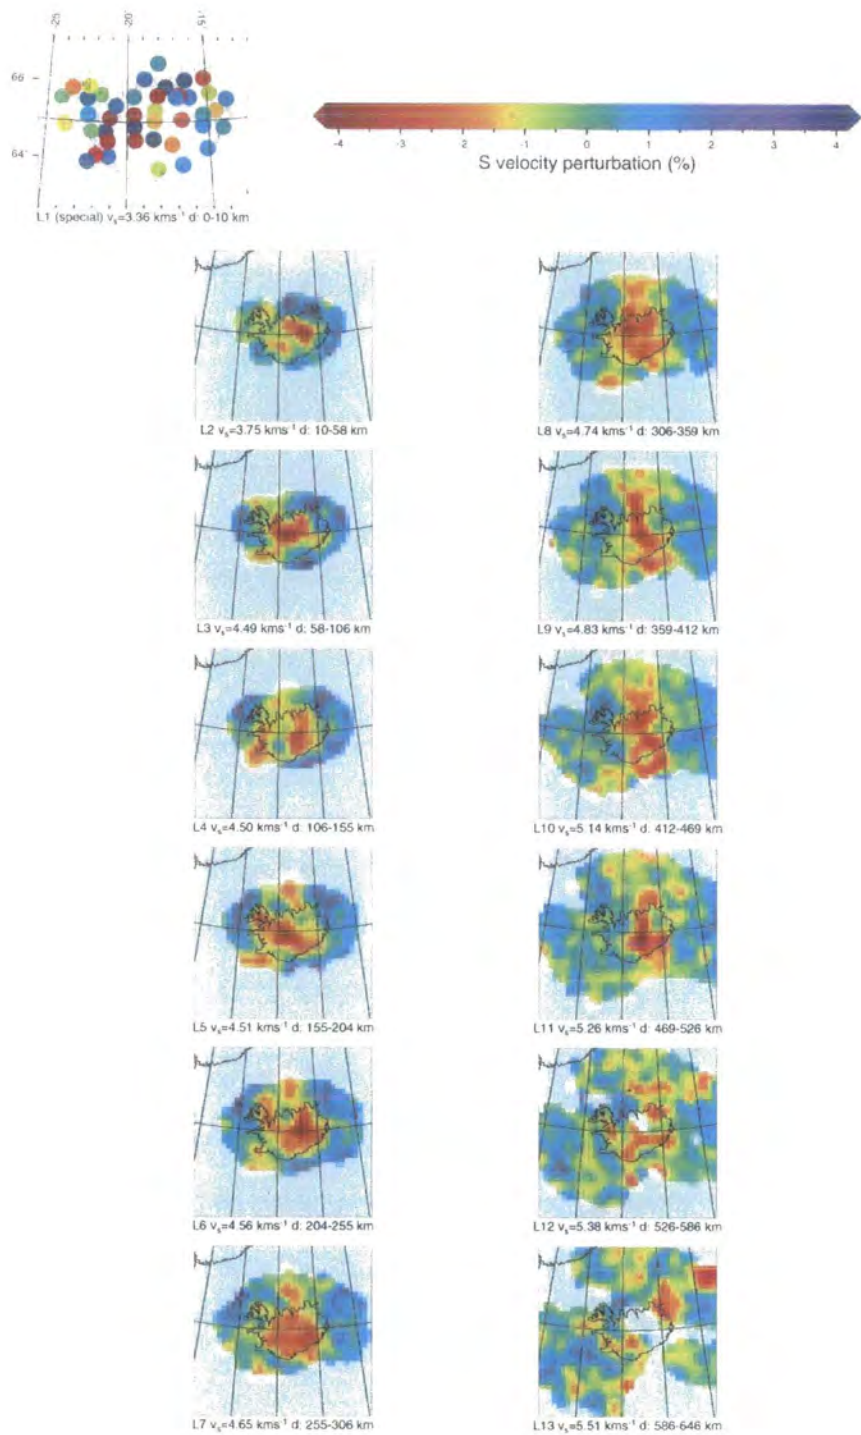 -25˚ -20˚ -15˚
66˚
64˚
L1 (special) vs=3.36 kms-1 d: 0-10 km
-4 -3 -2 -1 0 1 2 3 4
S velocity perturbation (%)
L2 vs=3.75 kms-1 d: 10-58 km
L8 vs=4.74 kms-1 d: 306-359 km
L3 vs=4.49 kms-1 d: 58-106 km
L9 vs=4.83 kms-1 d: 359-412 km
L4 vs=4.50 kms-1 d: 106-155 km
L10 vs=5.14 kms-1 d: 412-469 km
L5 vs=4.51 kms-1 d: 155-204 km
L11 vs=5.26 kms-1 d: 469-526 km
L6 vs=4.56 kms-1 d: 204-255 km
L12 vs=5.38 kms-1 d: 526-586 km
L7 vs=4.65 kms-1 d: 255-306 km
L13 vs=5.51 kms-1 d: 586-646 km